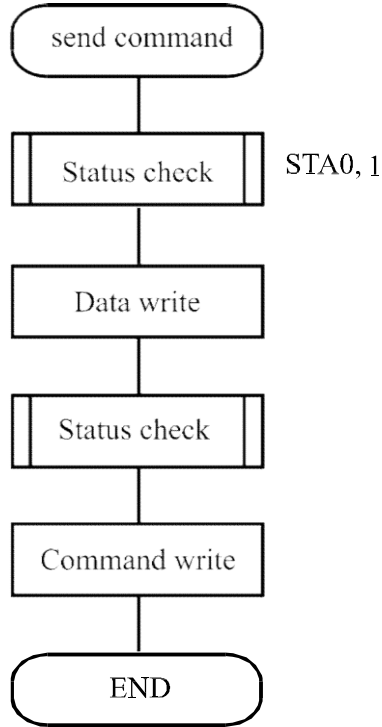 send command
Status check
STA0, 1
Data write
Status check
Command write
END